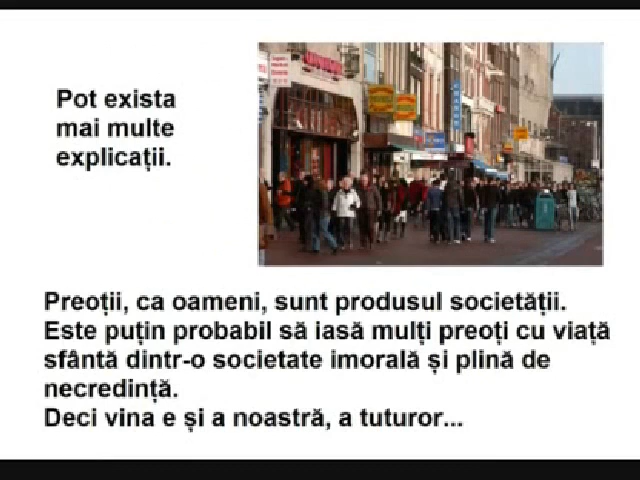 Pot exista
mai multe
explicații.
Preoții, ca oameni, sunt produsul societății.
Este puțin probabil să iasă mulți preoți cu viață
sfântă dintr-o societate imorală și plină de
necredință.
Deci vina e și a noastră, a tuturor...